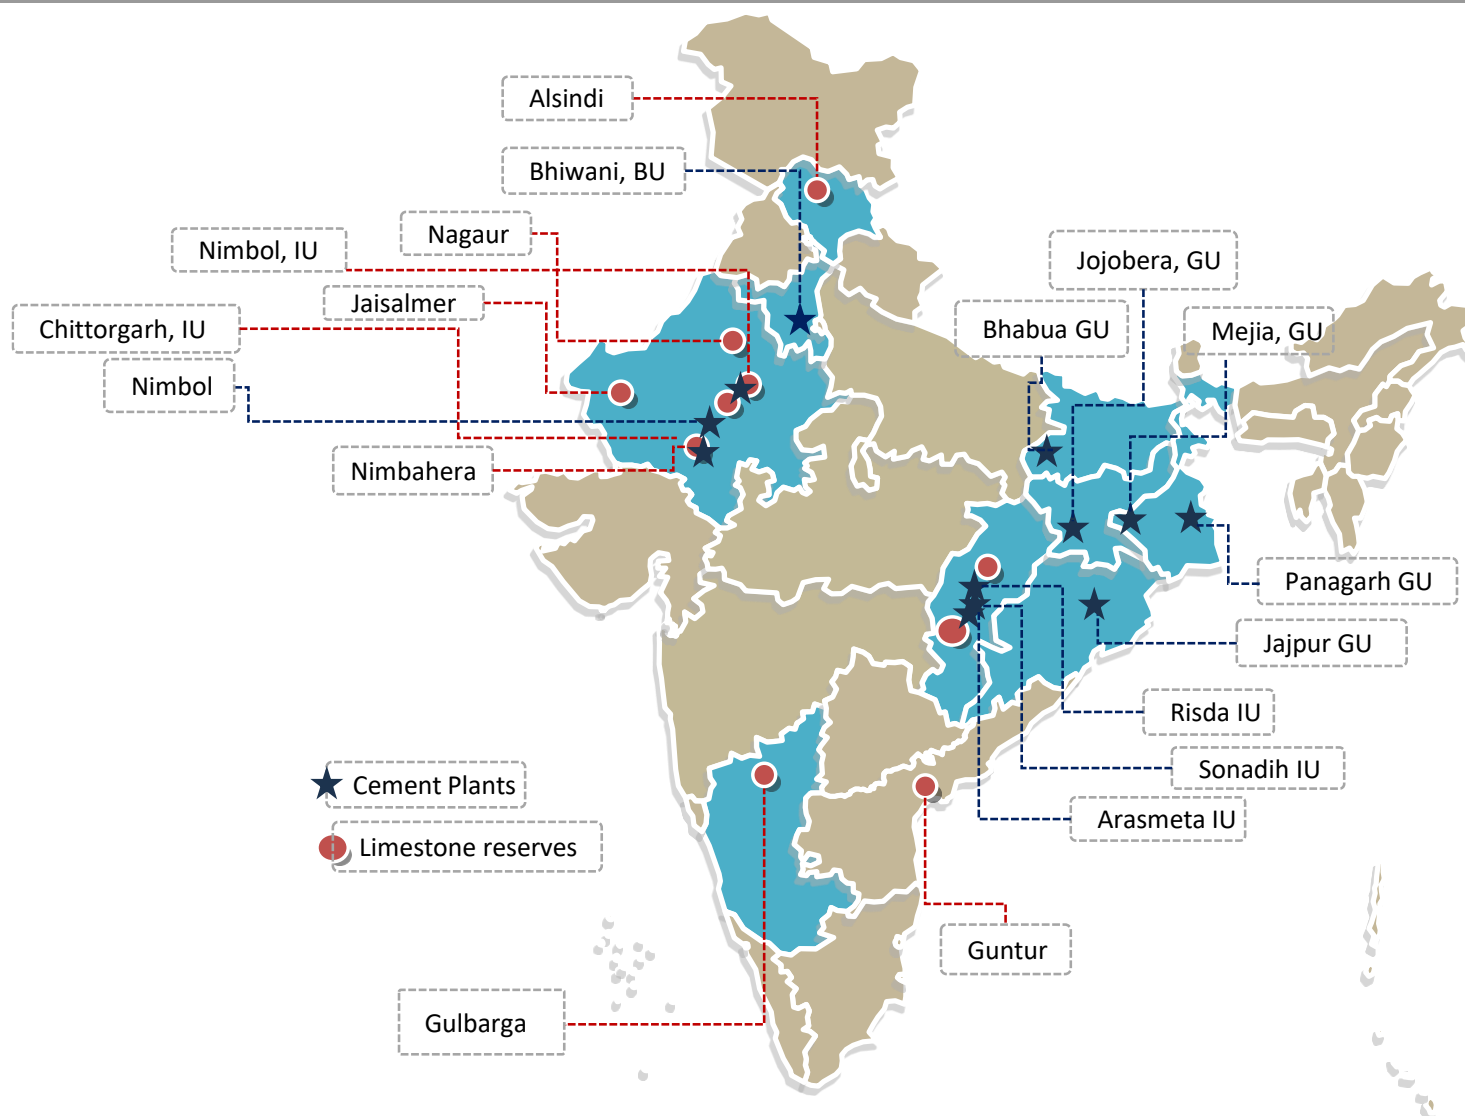 Alsindi
Bhiwani, BU
Nagaur
Nimbol, IU
Jaisalmer
Chittorgarh, IU
Nimbol
Nimbahera
Jojobera, GU
Bhabua GU
Mejia, GU
Panagarh GU
Jajpur GU
Risda IU
Sonadih IU
Arasmeta IU
Cement Plants
Limestone reserves
Guntur
Gulbarga